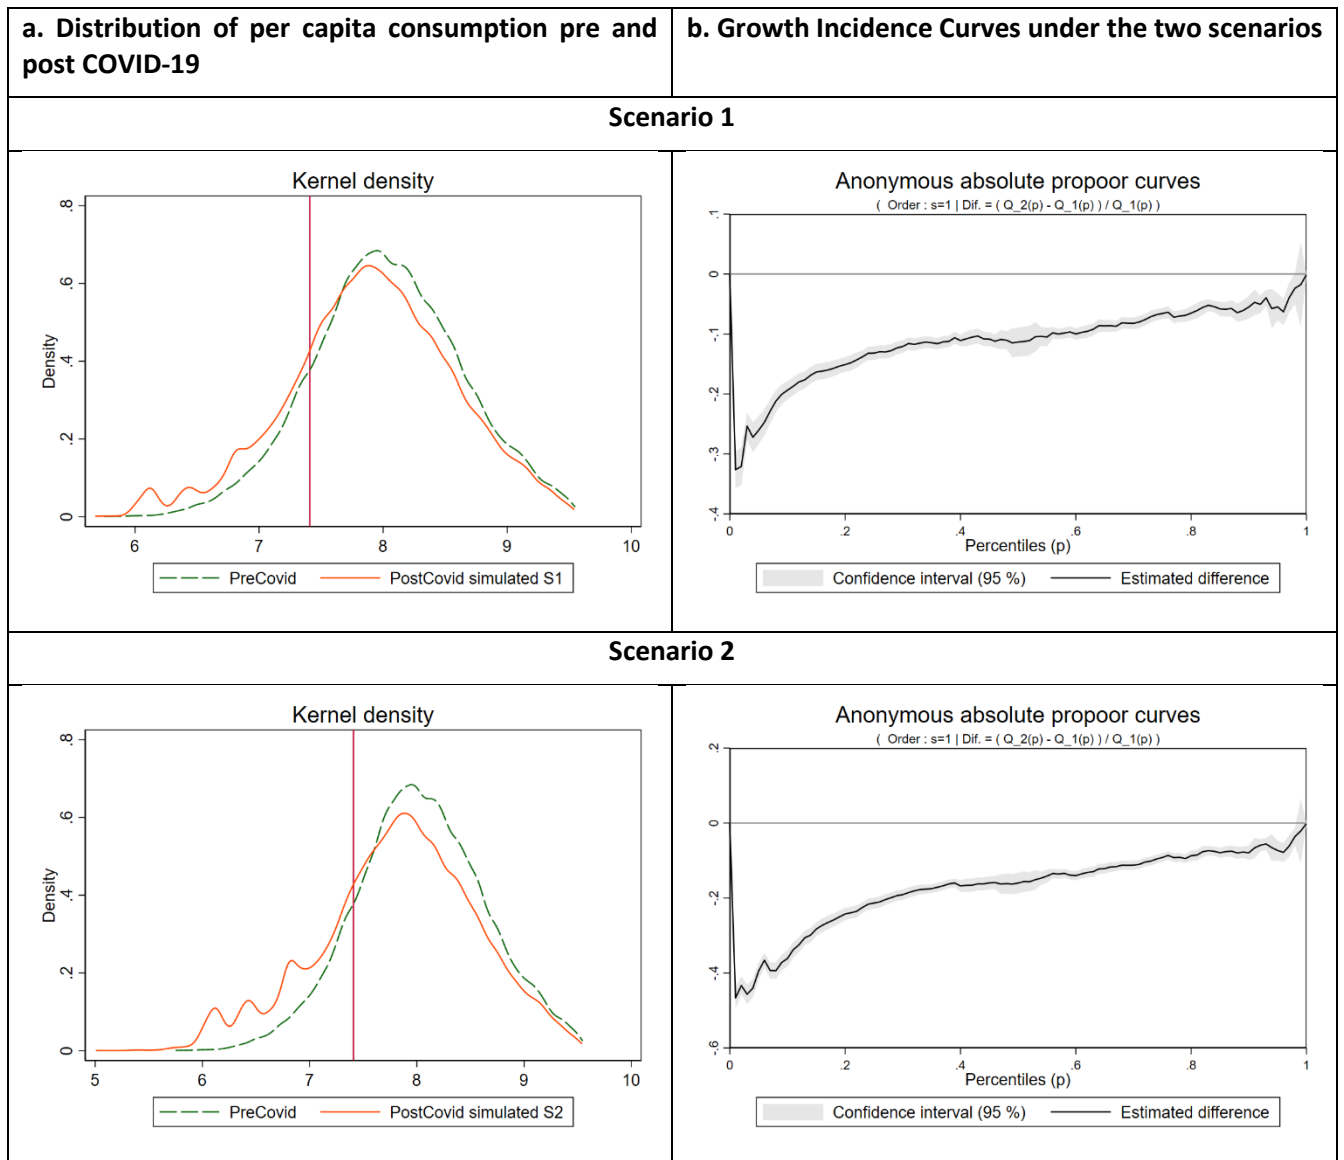 a. Distribution of per capita consumption pre and
post COVID-19
b. Growth Incidence Curves under the two scenarios
Scenario 1
Kernel density
Density
0 .2 .4 .6 .8
6 7 8 9 10
PreCovid PostCovid simulated S1
Anonymous absolute propoor curves
( Order : s=1 | Dif. = ( Q_2(p) - Q_1(p) ) / Q_1(p) )
-.4 -.3 -.2 -.1 0 .1
0 .2 .4 .6 .8 1
Percentiles (p)
Confidence interval (95 %) Estimated difference
Scenario 2
Kernel density
Density
0 .2 .4 .6 .8
5 6 7 8 9 10
PreCovid PostCovid simulated S2
Anonymous absolute propoor curves
( Order : s=1 | Dif. = ( Q_2(p) - Q_1(p) ) / Q_1(p) )
-.6 -.4 -.2 0 .2
0 .2 .4 .6 .8 1
Percentiles (p)
Confidence interval (95 %) Estimated difference